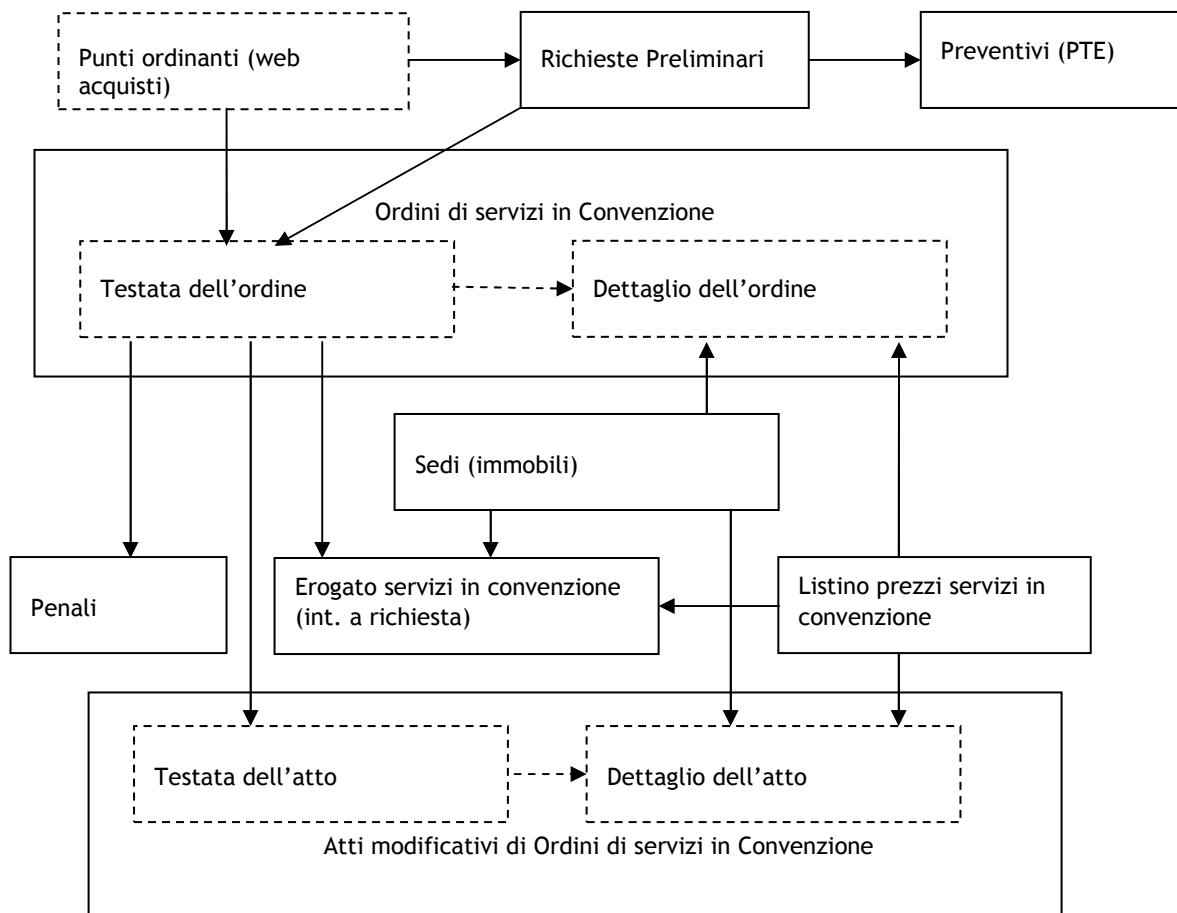 Punti ordinanti (web
acquisti)
Richieste Preliminari
Preventivi (PTE)
Ordini di servizi in Convenzione
Testata dell’ordine
Dettaglio dell’ordine
Sedi (immobili)
Penali
Erogato servizi in convenzione
(int. a richiesta)
Listino prezzi servizi in
convenzione
Testata dell’atto
Dettaglio dell’atto
Atti modificativi di Ordini di servizi in Convenzione